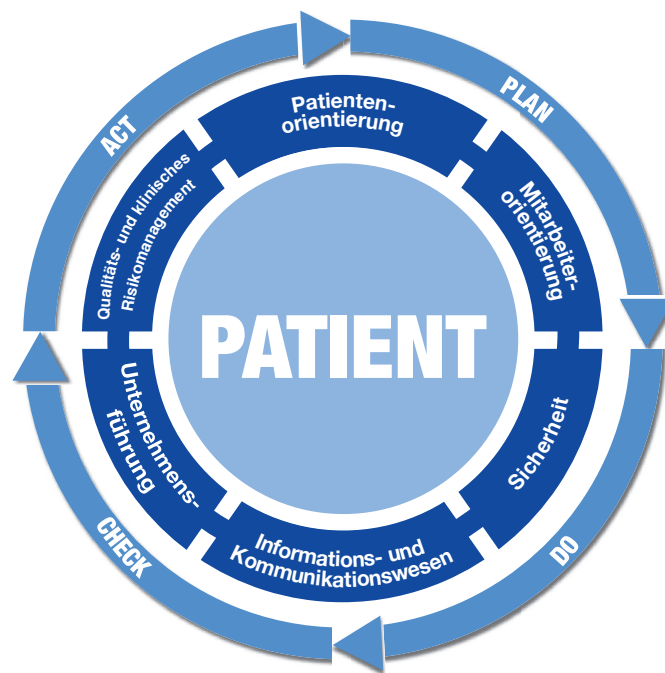 PLAN
DO
CHECK
ACT
Patienten-
orientierung
Mitarbeiter-
orientierung
Sicherheit
Informations- und
Kommunikationswesen
Unternehmens-
führung
Qualitäts- und klinisches
Risikomanagement
PATIENT